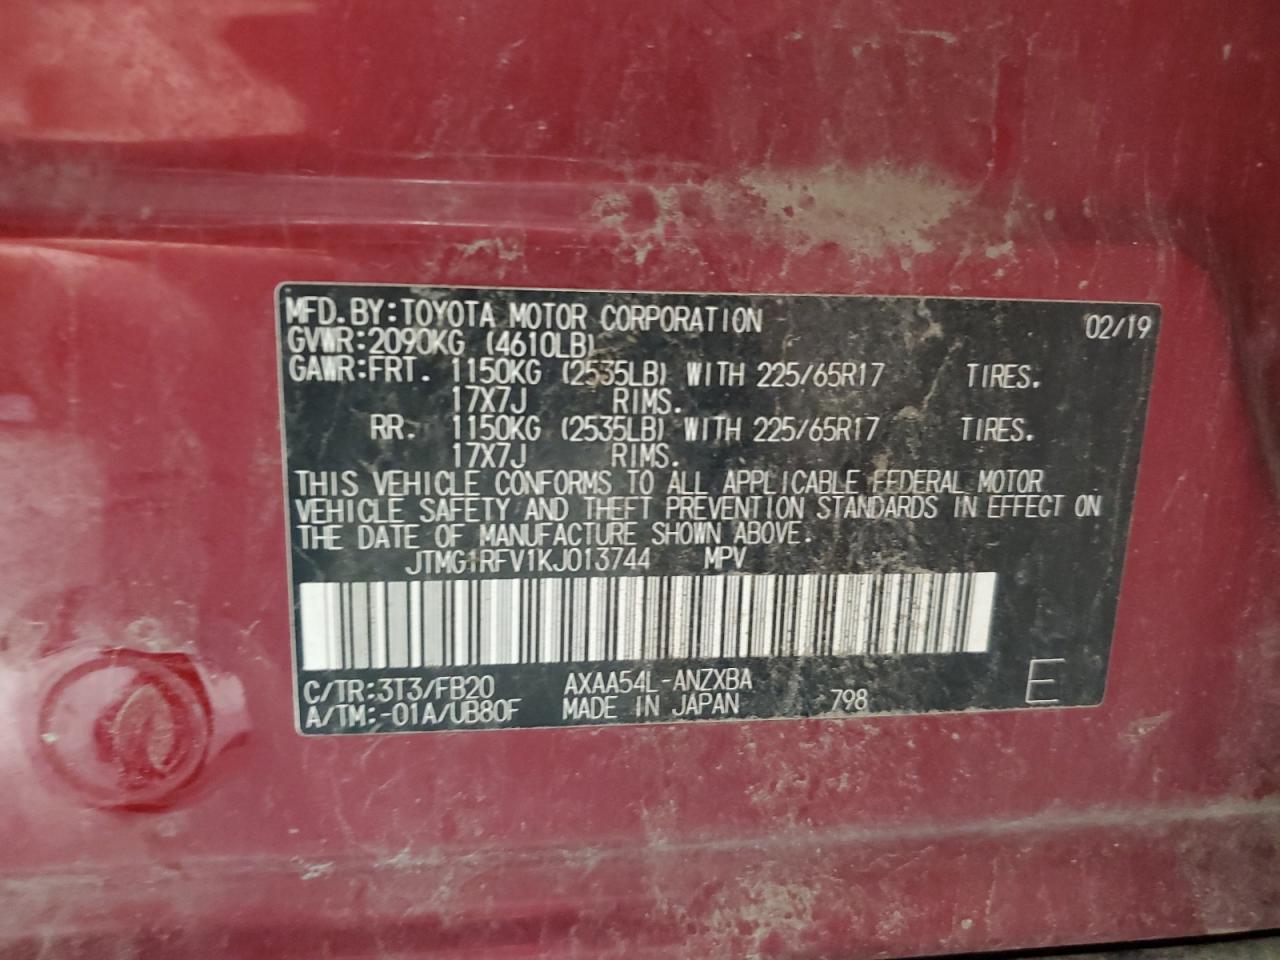 MFD.BY:TOYOTA MOTOR CORPORATION 02/19
GVWR:2090KG (4610LB)
GAWR:FRT. 1150KG (2535LB) WITH 225/65R17 TIRES.
17X7J RIMS.
RR. 1150KG (2535LB) WITH 225/65R17 TIRES.
17X7J RIMS.
THIS VEHICLE CONFORMS TO ALL APPLICABLE FEDERAL MOTOR
VEHICLE SAFETY AND THEFT PREVENTION STANDARDS IN EFFECT ON
THE DATE OF MANUFACTURE SHOWN ABOVE.
JTMG1RFV1KJ013744 MPV
C/TR:3T3/FB20 AXAA54L-ANZXBA
A/TM:-01A/UB80F MADE IN JAPAN 798 E